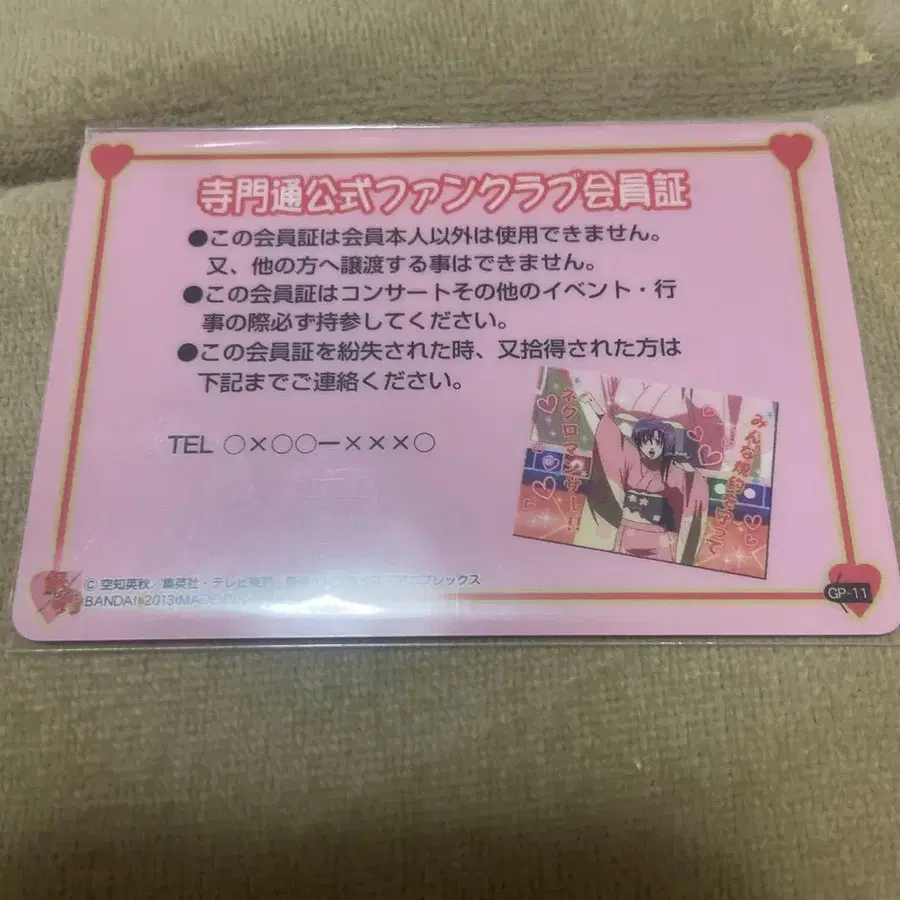 寺門通公式ファンクラブ会員証
●この会員証は会員本人以外は使用できません。
又、他の方へ譲渡する事はできません。
●この会員証はコンサートその他のイベント・行
事の際必ず持参してください。
●この会員証を紛失された時、又拾得された方は
下記までご連絡ください。
TEL ○×○○ー×××○
みんな
ネクロマンサー!!
©空知英秋/集英社・テレビ東京・
アニプレックス
BANDAI 2013 MADE
GP-11